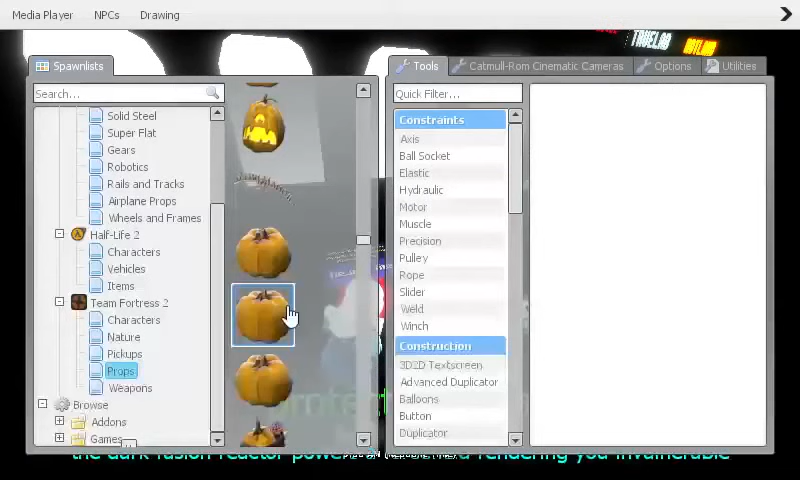 Media Player NPCs Drawing
TRUELAB
Spawnlists
Tools Catmull-Rom Cinematic Cameras Options Utilities
Search...
Quick Filter...
Solid Steel
Super Flat
Gears
Robotics
Rails and Tracks
Airplane Props
Wheels and Frames
Half-Life 2
Characters
Vehicles
Items
Team Fortress 2
Characters
Nature
Pickups
Props
Weapons
Browse
Addons
Games
Constraints
Axis
Ball Socket
Elastic
Hydraulic
Motor
Muscle
Precision
Pulley
Rope
Slider
Weld
Winch
Construction
3D2D Textscreen
Advanced Duplicator
Balloons
Button
Duplicator
the dark fusion reactor rendering you invulnerable